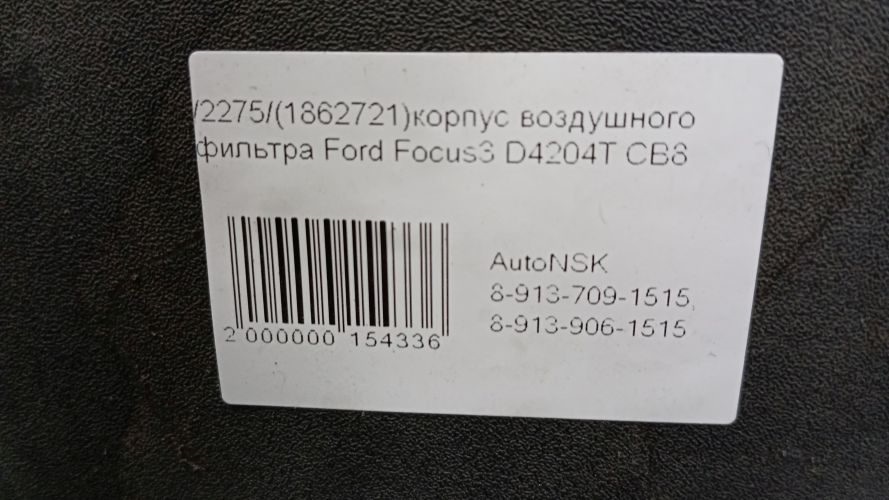 /2275/(1862721)корпус воздушного
фильтра Ford Focus3 D4204T CB8
AutoNSK
8-913-709-1515,
8-913-906-1515
2 000000 154336